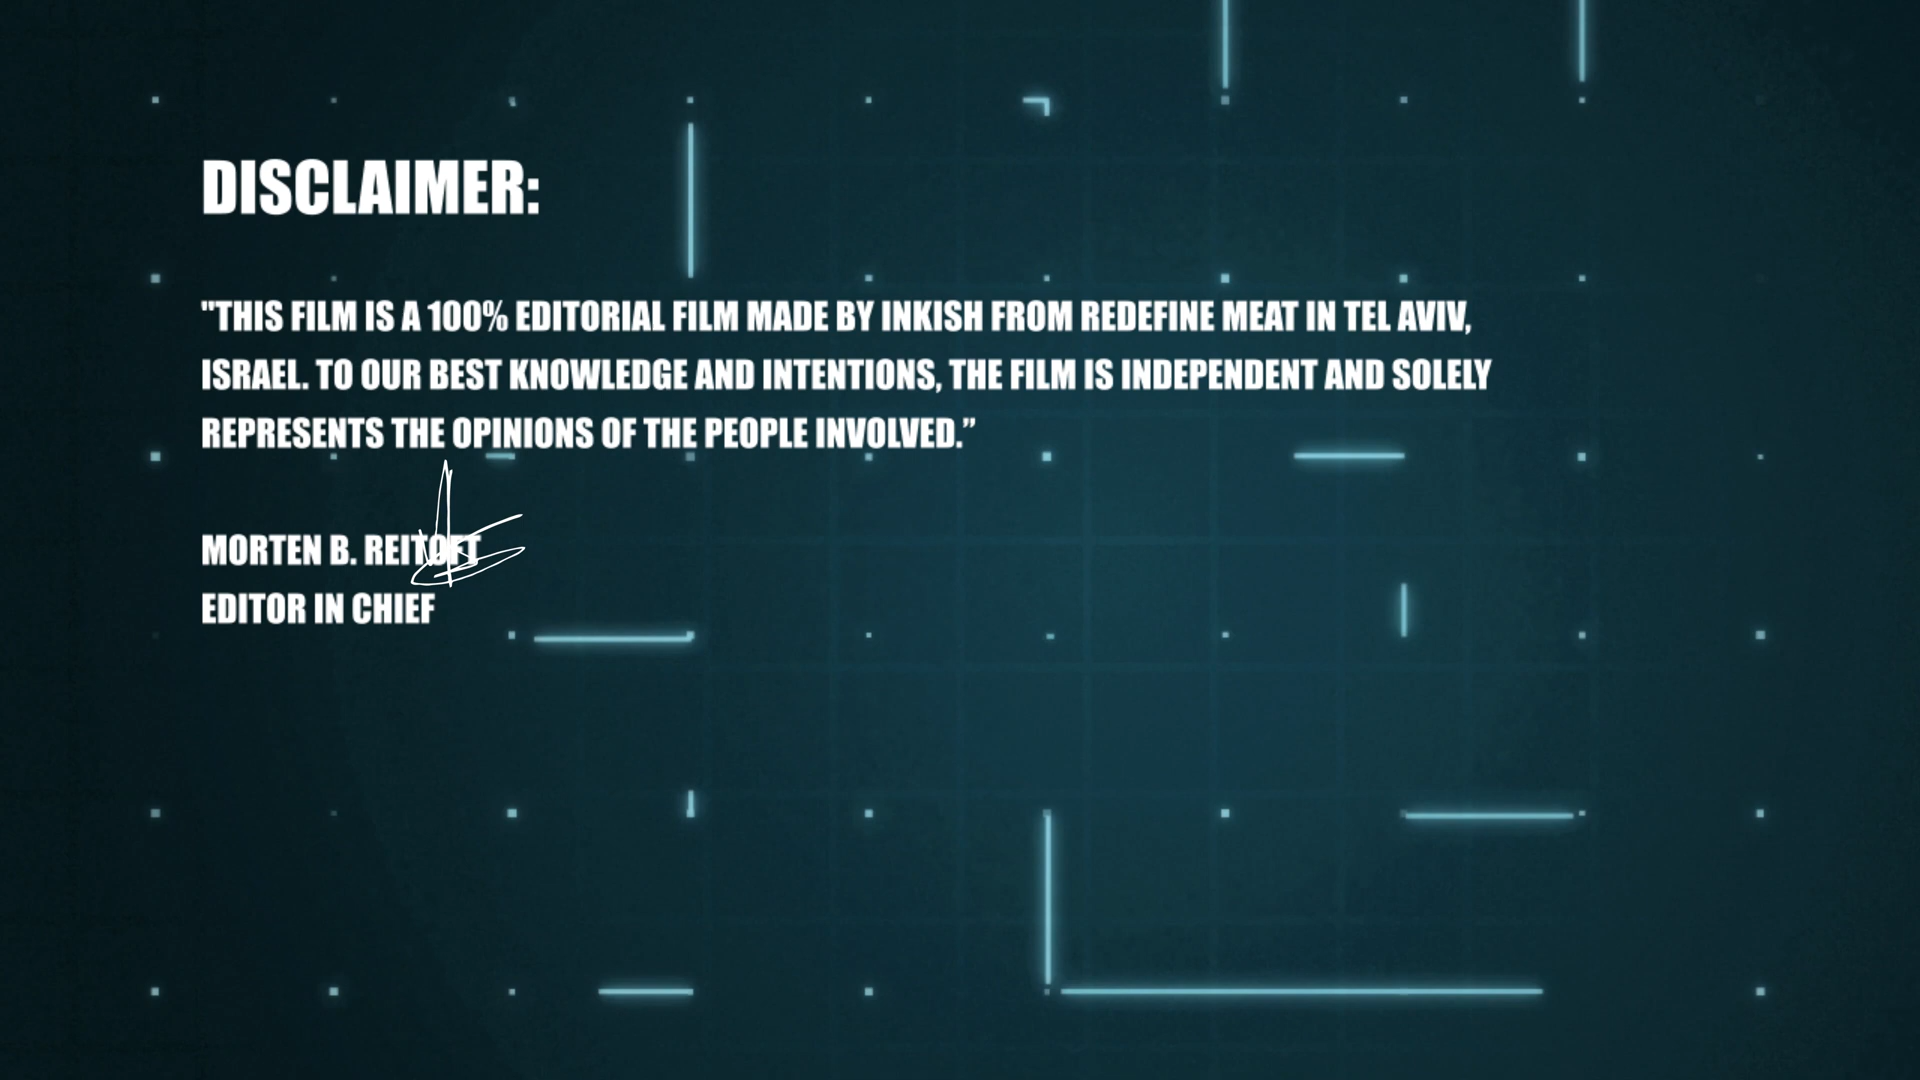 DISCLAIMER:
"THIS FILM IS A 100% EDITORIAL FILM MADE BY INKISH FROM REDEFINE MEAT IN TEL AVIV,
ISRAEL. TO OUR BEST KNOWLEDGE AND INTENTIONS, THE FILM IS INDEPENDENT AND SOLELY
REPRESENTS THE OPINIONS OF THE PEOPLE INVOLVED.”
MORTEN B. REITOFT
EDITOR IN CHIEF